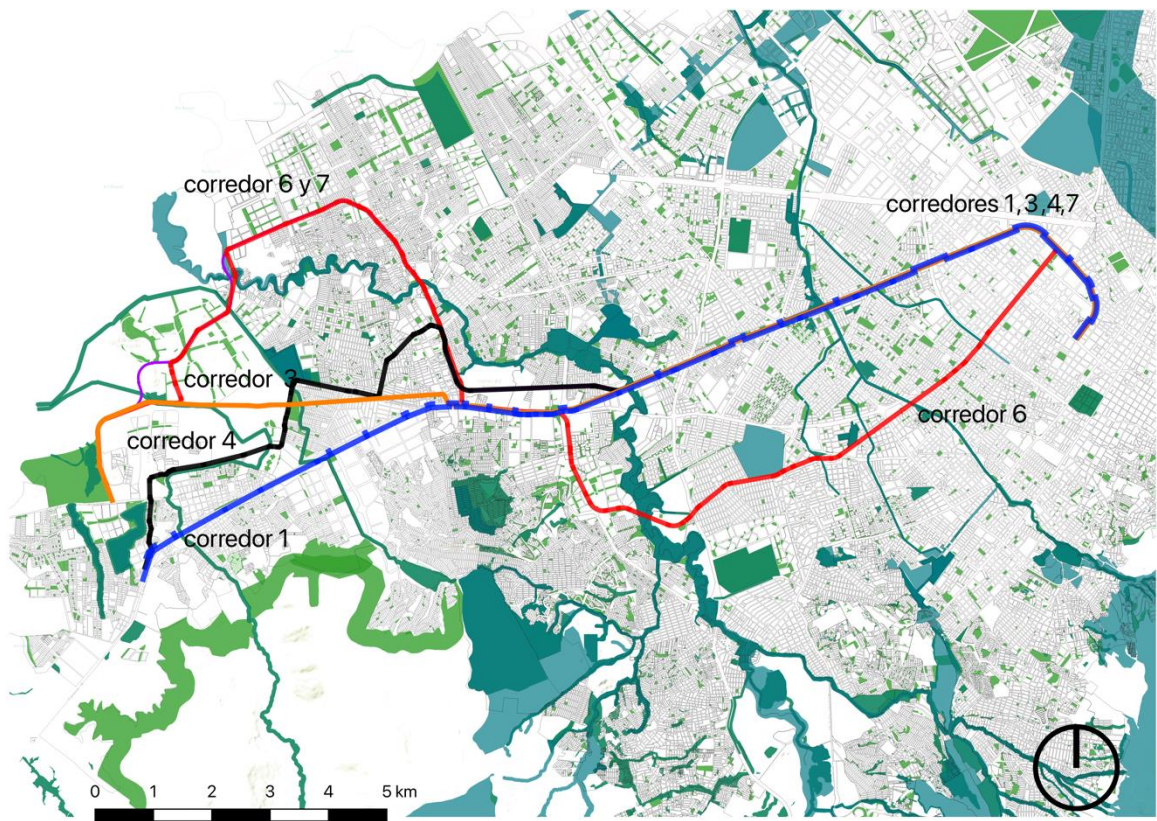 corredor 6 y 7
corredores 1,3,4,7
corredor 3
corredor 6
corredor 4
corredor 1
0 1 2 3 4 5 km